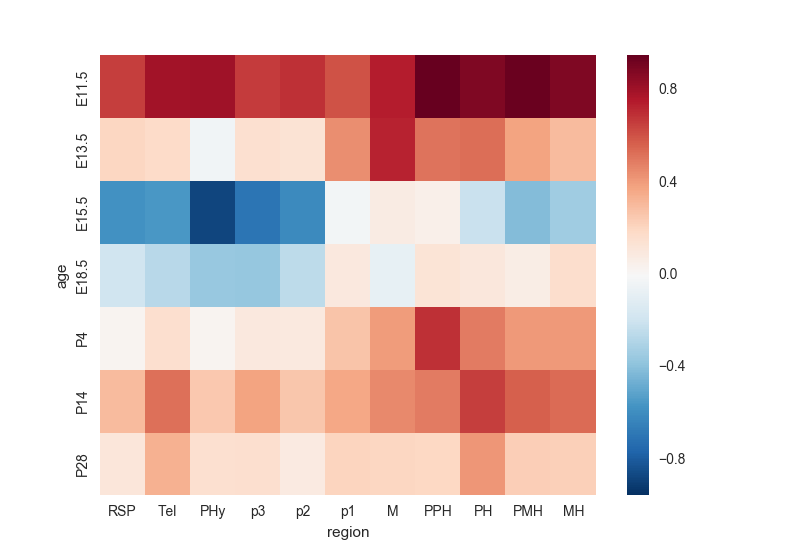 E11.5
E13.5
E15.5
E18.5
P4
P14
P28
age
RSP Tel PHy p3 p2 p1 M PPH PH PMH MH
region
0.8
0.4
0.0
−0.4
−0.8